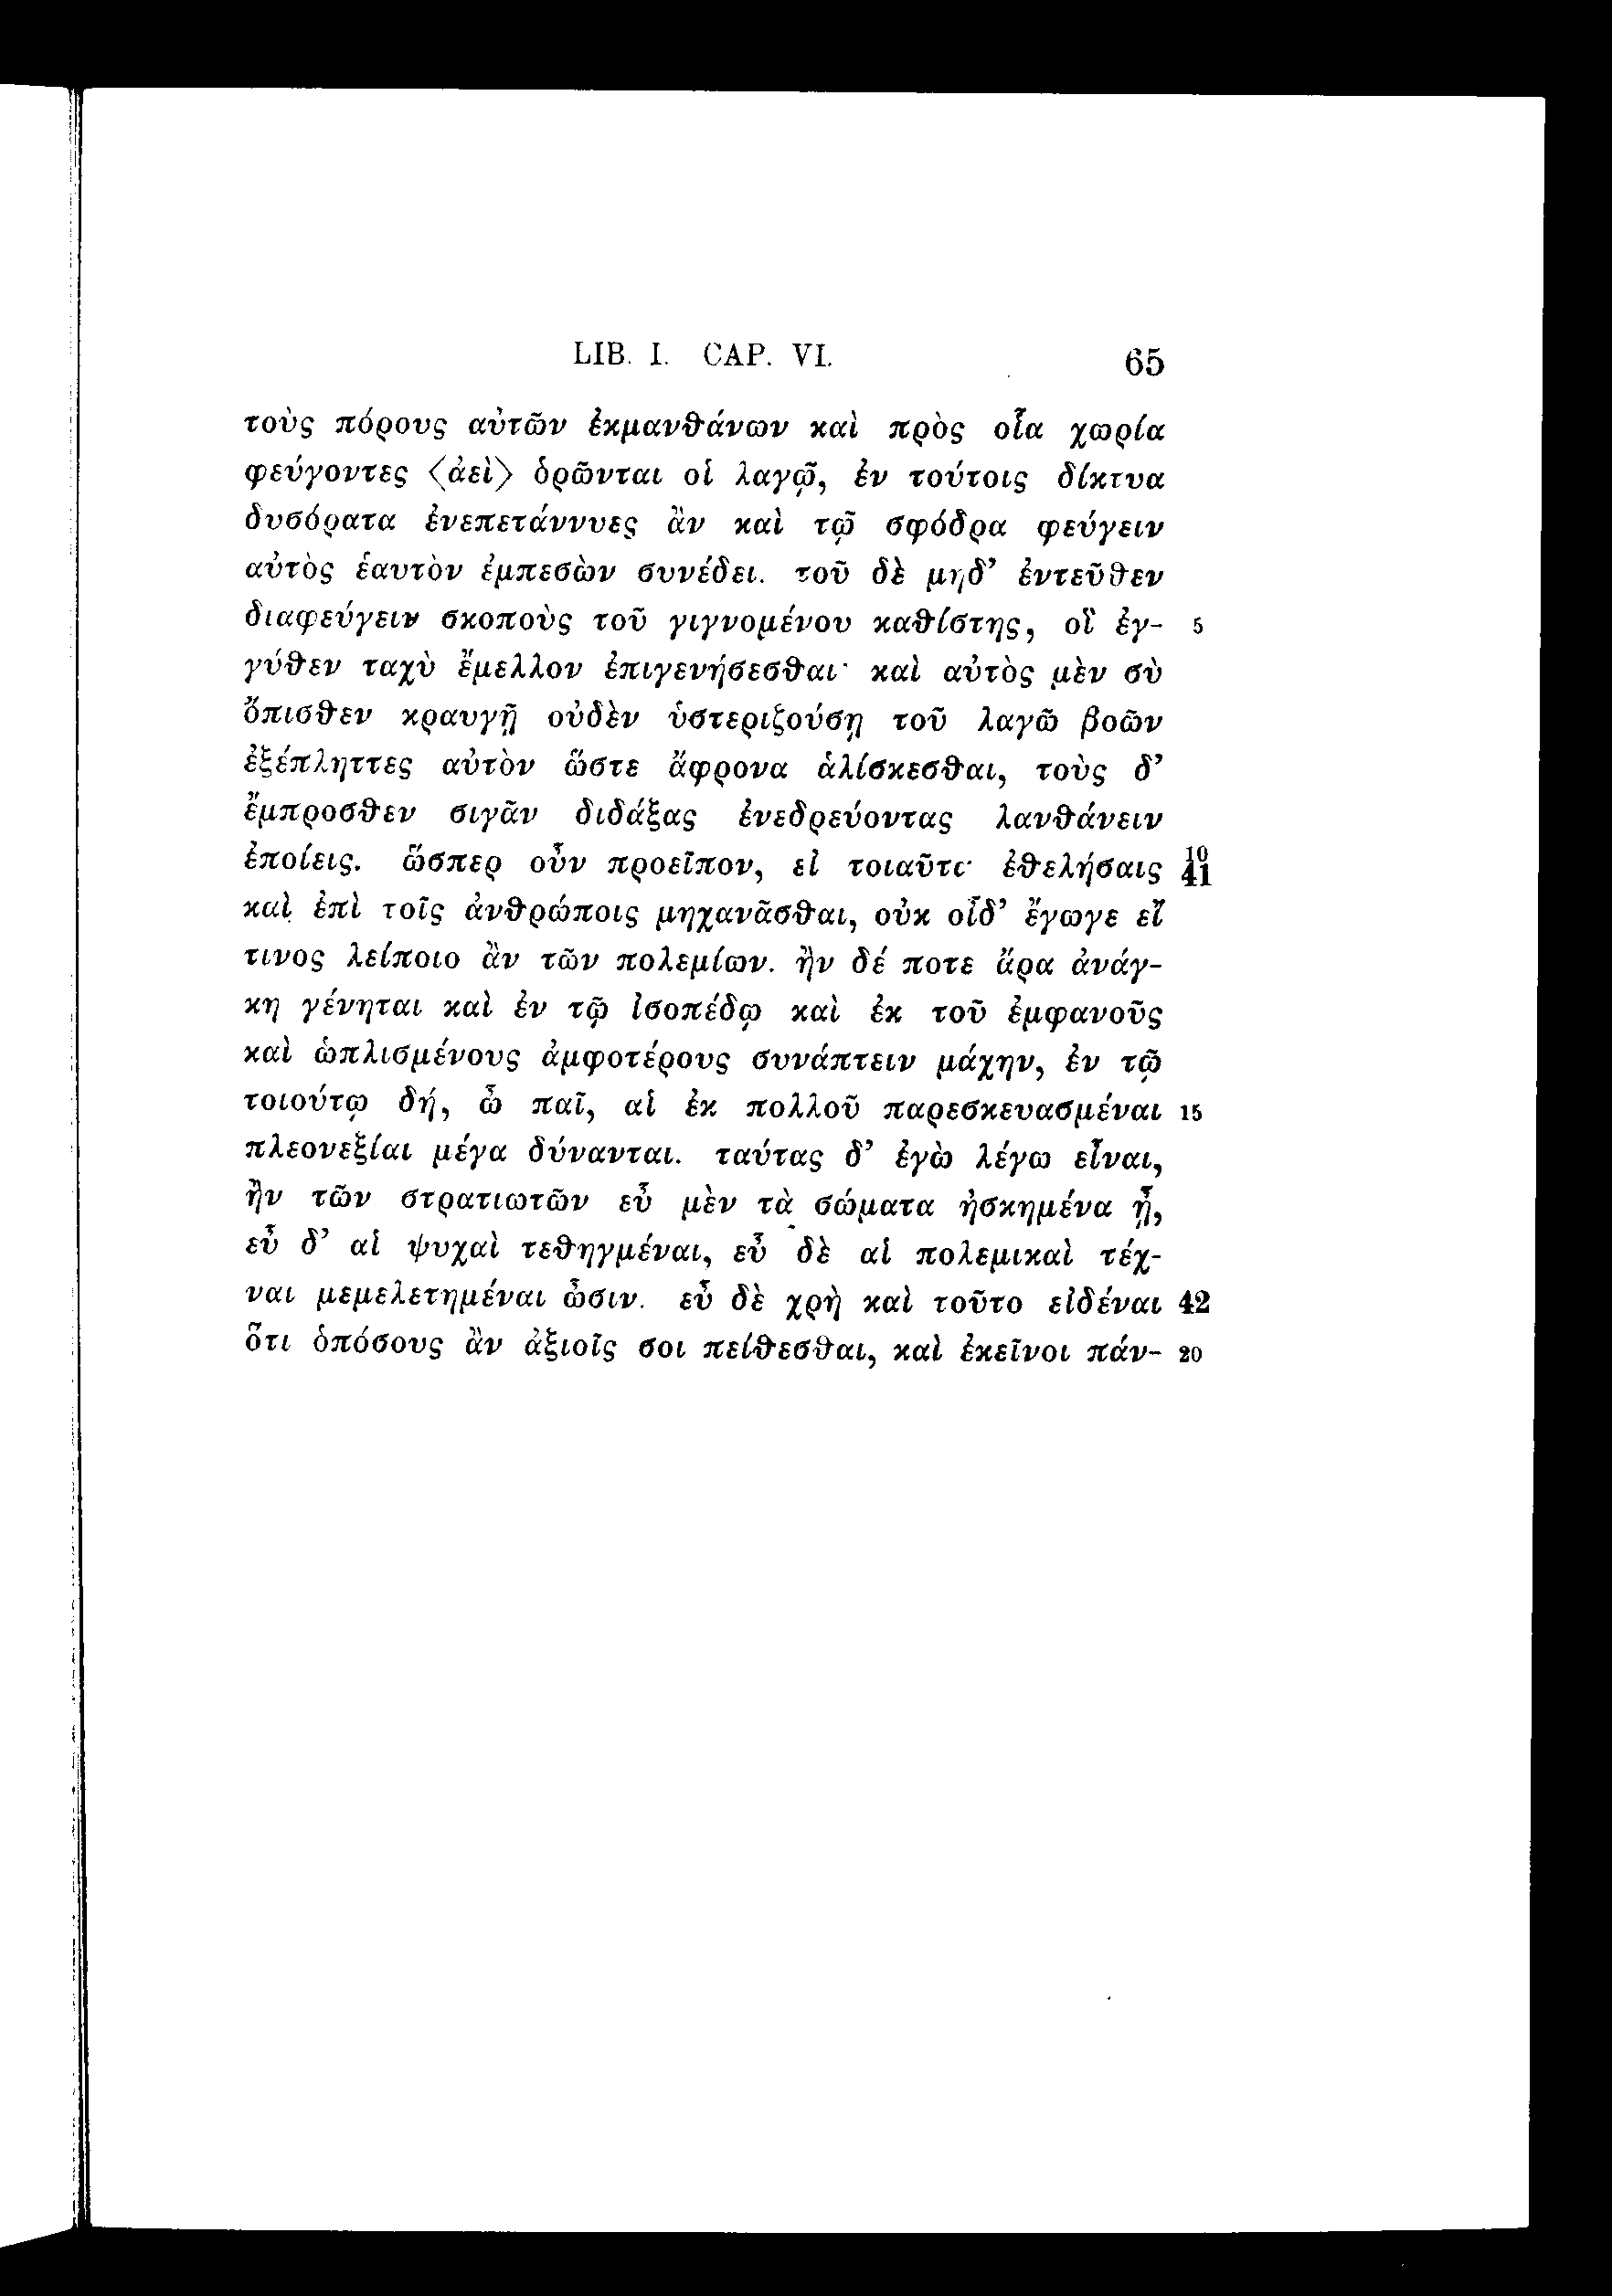 LIB. I. CAP. VI. 65
τοὺς πόρους αὐτῶν ἐκμανθάνων καὶ πρὸς οἷα χωρία
φεύγοντες ⟨ἀεὶ⟩ ὁρῶνται οἱ λαγῴ, ἐν τούτοις δίκτυα
δυσόρατα ἐνεπετάννυες ἂν καὶ τῷ σφόδρα φεύγειν
αὐτὸς ἑαυτὸν ἐμπεσὼν συνέδει. τοῦ δὲ μηδ’ ἐντεῦθεν
διαφεύγειν σκοποὺς τοῦ γιγνομένου καθίστης, οἳ ἐγ- 5
γύθεν ταχὺ ἔμελλον ἐπιγενήσεσθαι· καὶ αὐτὸς μὲν σὺ
ὄπισθεν κραυγῇ οὐδὲν ὑστεριζούσῃ τοῦ λαγῶ βοῶν
ἐξέπληττες αὐτὸν ὥστε ἄφρονα ἁλίσκεσθαι, τοὺς δ’
ἔμπροσθεν σιγᾶν διδάξας ἐνεδρεύοντας λανθάνειν
ἐποίεις. ὥσπερ οὖν προεῖπον, εἰ τοιαῦτα ἐθελήσαις 10 41
καὶ ἐπὶ τοῖς ἀνθρώποις μηχανᾶσθαι, οὐκ οἶδ’ ἔγωγε εἴ
τινος λείποιο ἂν τῶν πολεμίων. ἢν δέ ποτε ἄρα ἀνάγ-
κη γένηται καὶ ἐν τῷ ἰσοπέδῳ καὶ ἐκ τοῦ ἐμφανοῦς
καὶ ὡπλισμένους ἀμφοτέρους συνάπτειν μάχην, ἐν τῷ
τοιούτῳ δή, ὦ παῖ, αἱ ἐκ πολλοῦ παρεσκευασμέναι 15
πλεονεξίαι μέγα δύνανται. ταύτας δ’ ἐγὼ λέγω εἶναι,
ἢν τῶν στρατιωτῶν εὖ μὲν τὰ σώματα ἠσκημένα ᾖ,
εὖ δ’ αἱ ψυχαὶ τεθηγμέναι, εὖ δὲ αἱ πολεμικαὶ τέχ-
ναι μεμελετημέναι ὦσιν. εὖ δὲ χρὴ καὶ τοῦτο εἰδέναι 42
ὅτι ὁπόσους ἂν ἀξιοῖς σοι πείθεσθαι, καὶ ἐκεῖνοι πάν- 20